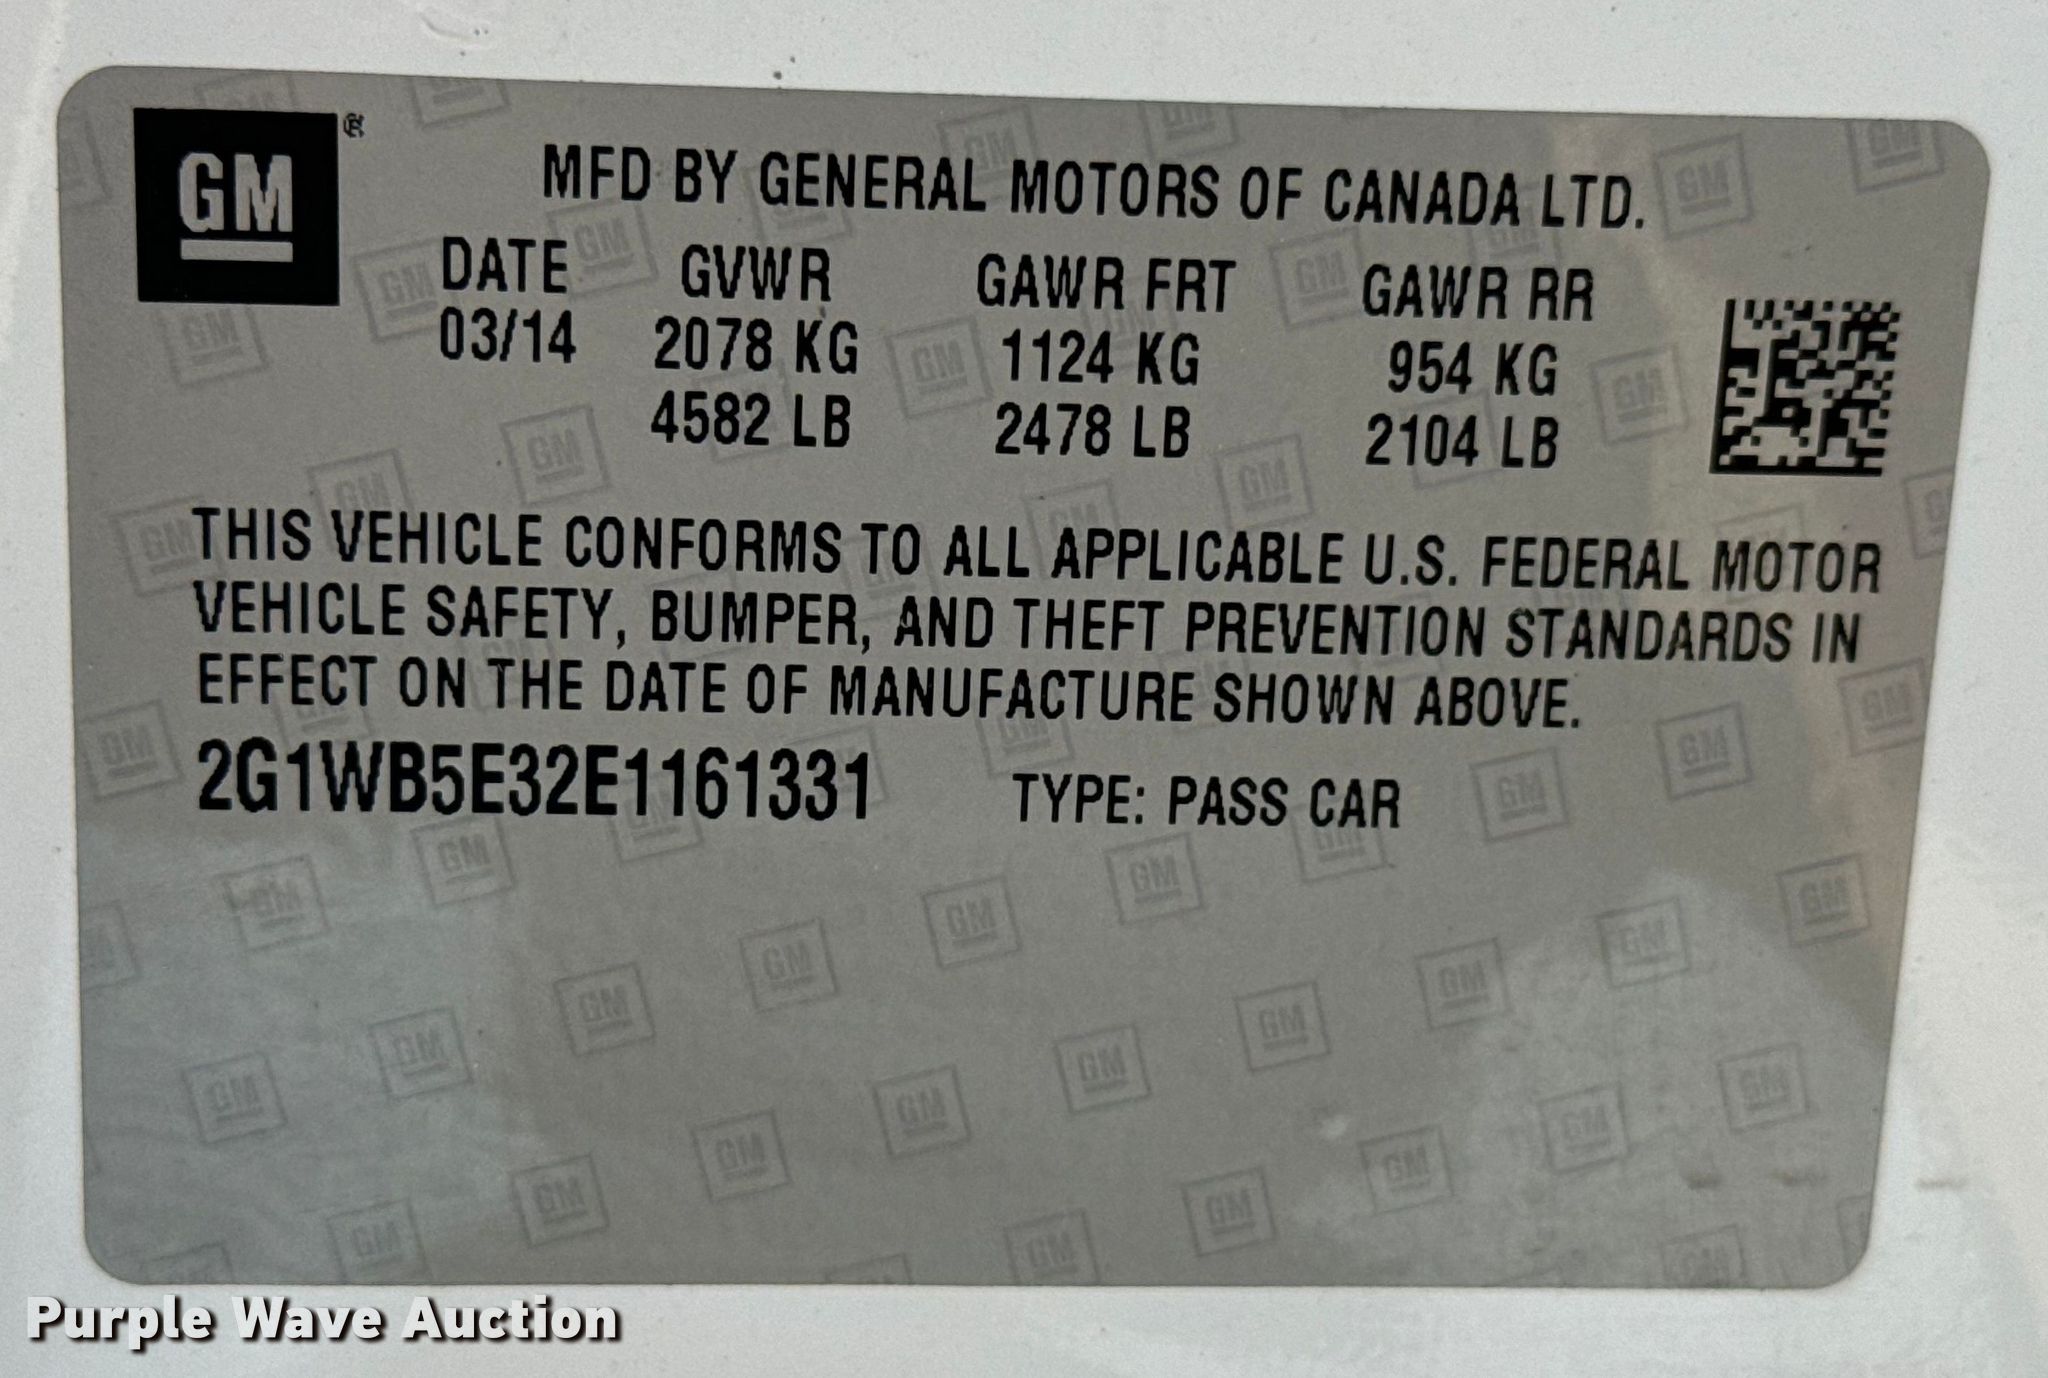 GM®
MFD BY GENERAL MOTORS OF CANADA LTD.
DATE GVWR GAWR FRT GAWR RR
03/14 2078 KG 1124 KG 954 KG
4582 LB 2478 LB 2104 LB
THIS VEHICLE CONFORMS TO ALL APPLICABLE U.S. FEDERAL MOTOR
VEHICLE SAFETY, BUMPER, AND THEFT PREVENTION STANDARDS IN
EFFECT ON THE DATE OF MANUFACTURE SHOWN ABOVE.
2G1WB5E32E1161331 TYPE: PASS CAR
Purple Wave Auction